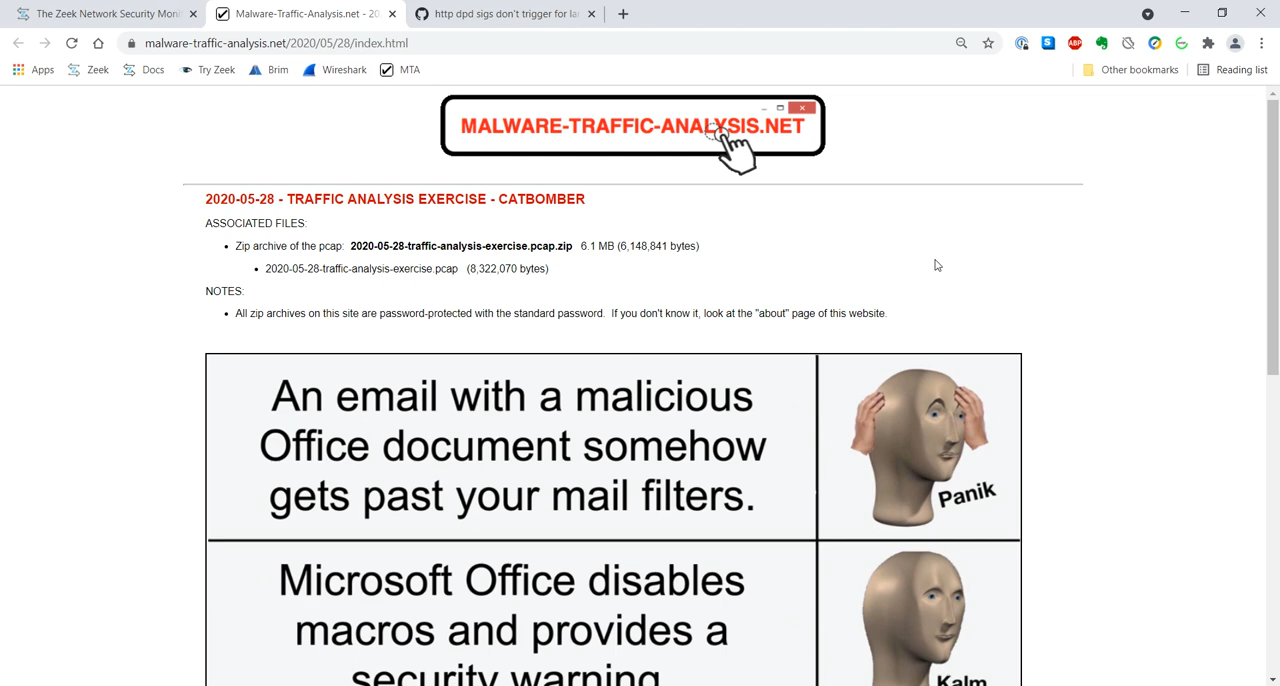 The Zeek Network Security Moni
Malware-Traffic-Analysis.net - 20
http dpd sigs don't trigger for la
malware-traffic-analysis.net/2020/05/28/index.html
Apps Zeek Docs Try Zeek Brim Wireshark MTA Other bookmarks Reading list
MALWARE-TRAFFIC-ANALYSIS.NET
2020-05-28 - TRAFFIC ANALYSIS EXERCISE - CATBOMBER
ASSOCIATED FILES:
Zip archive of the pcap: 2020-05-28-traffic-analysis-exercise.pcap.zip 6.1 MB (6,148,841 bytes)
2020-05-28-traffic-analysis-exercise.pcap (8,322,070 bytes)
NOTES:
All zip archives on this site are password-protected with the standard password. If you don't know it, look at the "about" page of this website.
An email with a malicious
Office document somehow
gets past your mail filters.
Panik
Microsoft Office disables
macros and provides a
security warning
Kalm